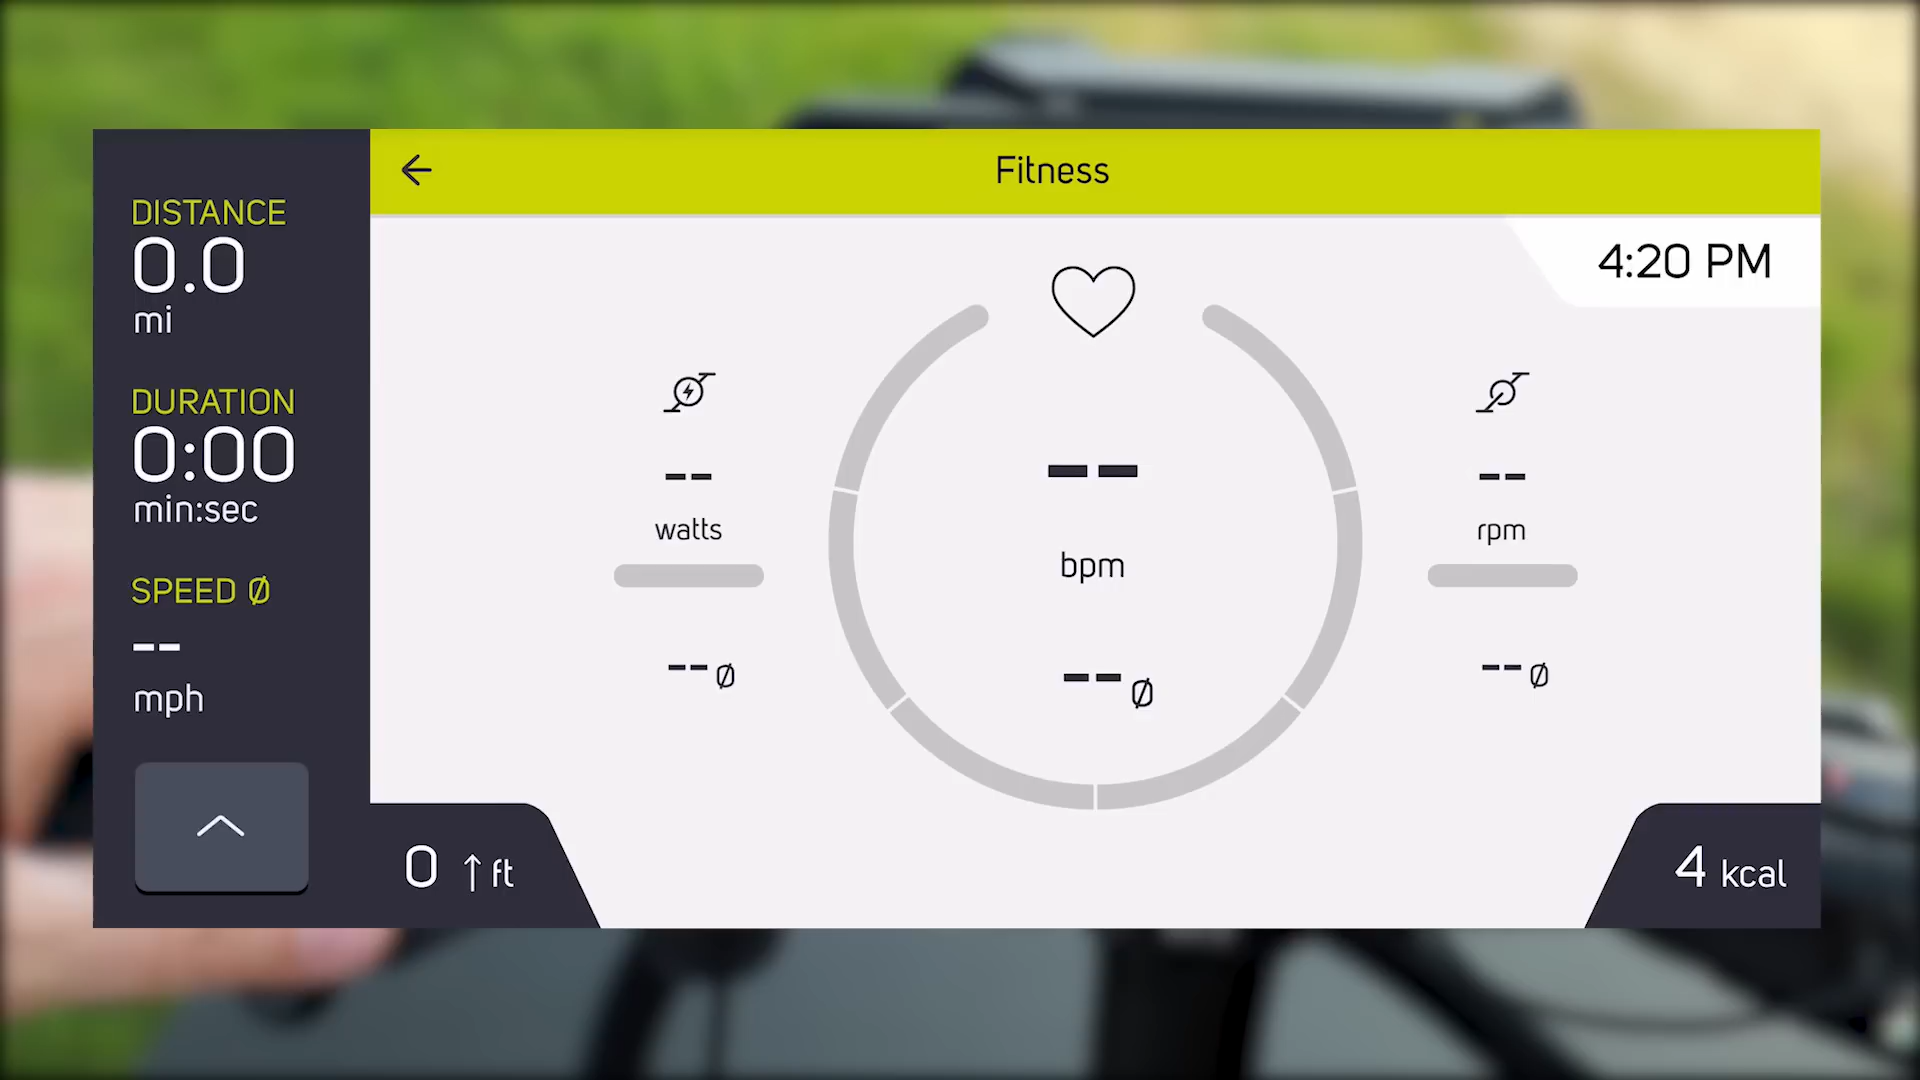 Fitness
4:20 PM
DISTANCE
0.0
mi
DURATION
0:00
min:sec
SPEED Ø
--
mph
--
watts
-- Ø
--
bpm
-- Ø
--
rpm
-- Ø
0 ↑ ft
4 kcal